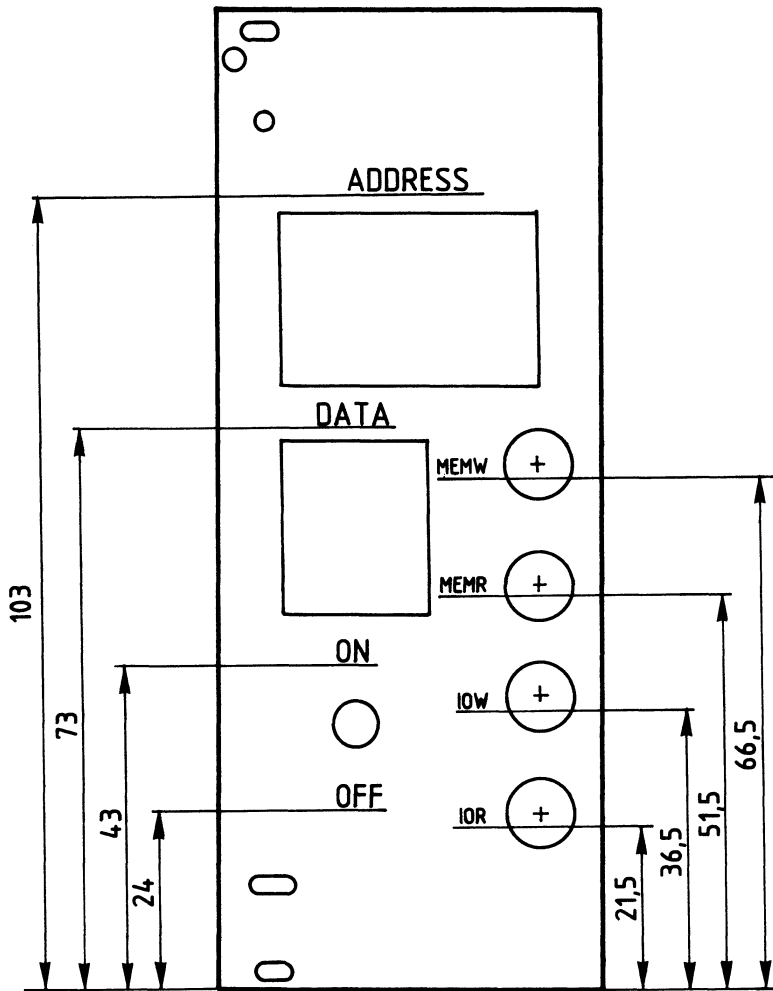 ADDRESS
DATA
MEMW
103
MEMR
ON
IOW
73
66,5
OFF
IOR
43
51,5
36,5
24
21,5